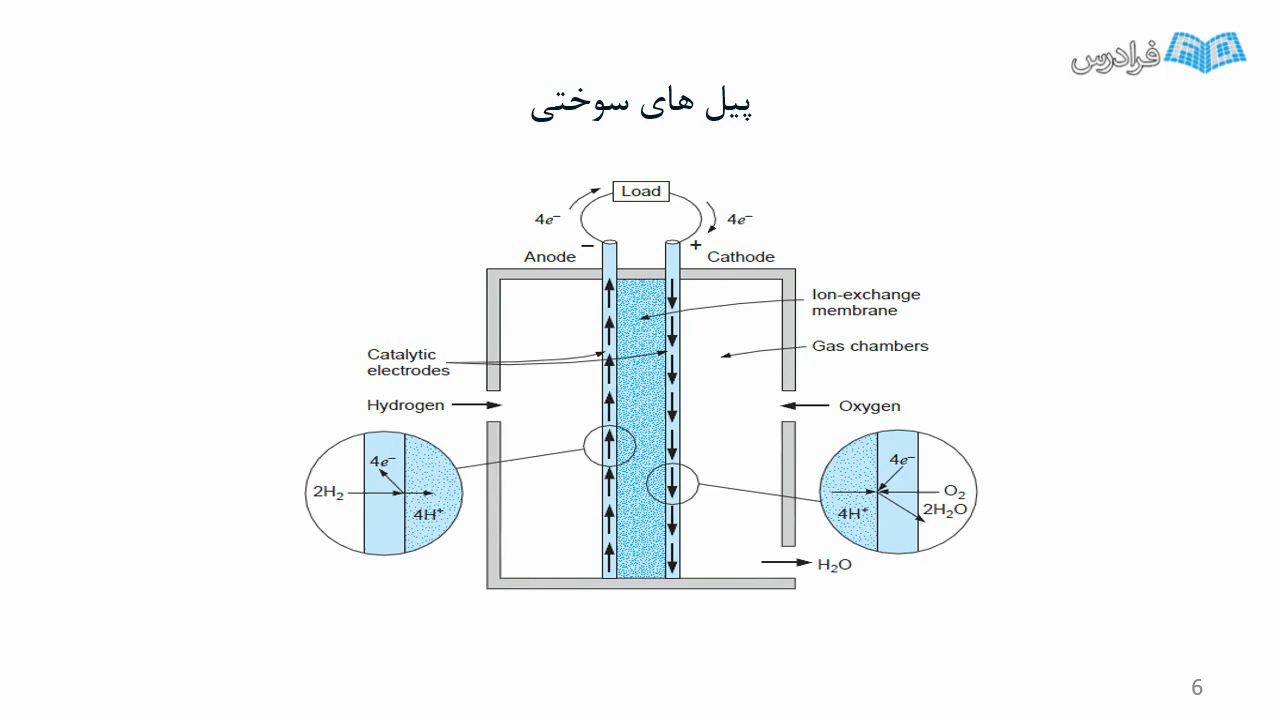 فرادرس
پیل های سوختی
Load
4e⁻
4e⁻
−
+
Anode
Cathode
Ion-exchange
membrane
Gas chambers
Catalytic
electrodes
Hydrogen
Oxygen
4e⁻
2H₂
4H⁺
4e⁻
O₂
4H⁺
2H₂O
H₂O
6